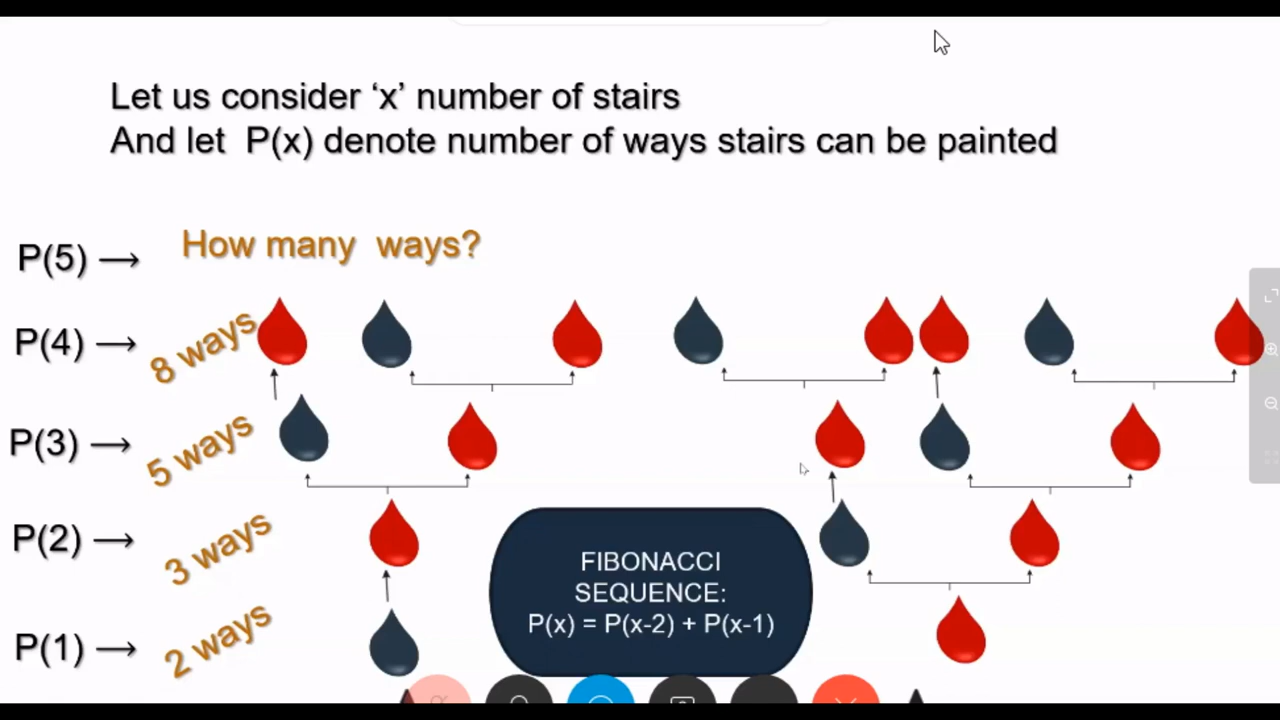 Let us consider ‘x’ number of stairs
And let P(x) denote number of ways stairs can be painted
P(5) → How many ways?
P(4) → 8 ways
P(3) → 5 ways
P(2) → 3 ways
P(1) → 2 ways
FIBONACCI
SEQUENCE:
P(x) = P(x-2) + P(x-1)